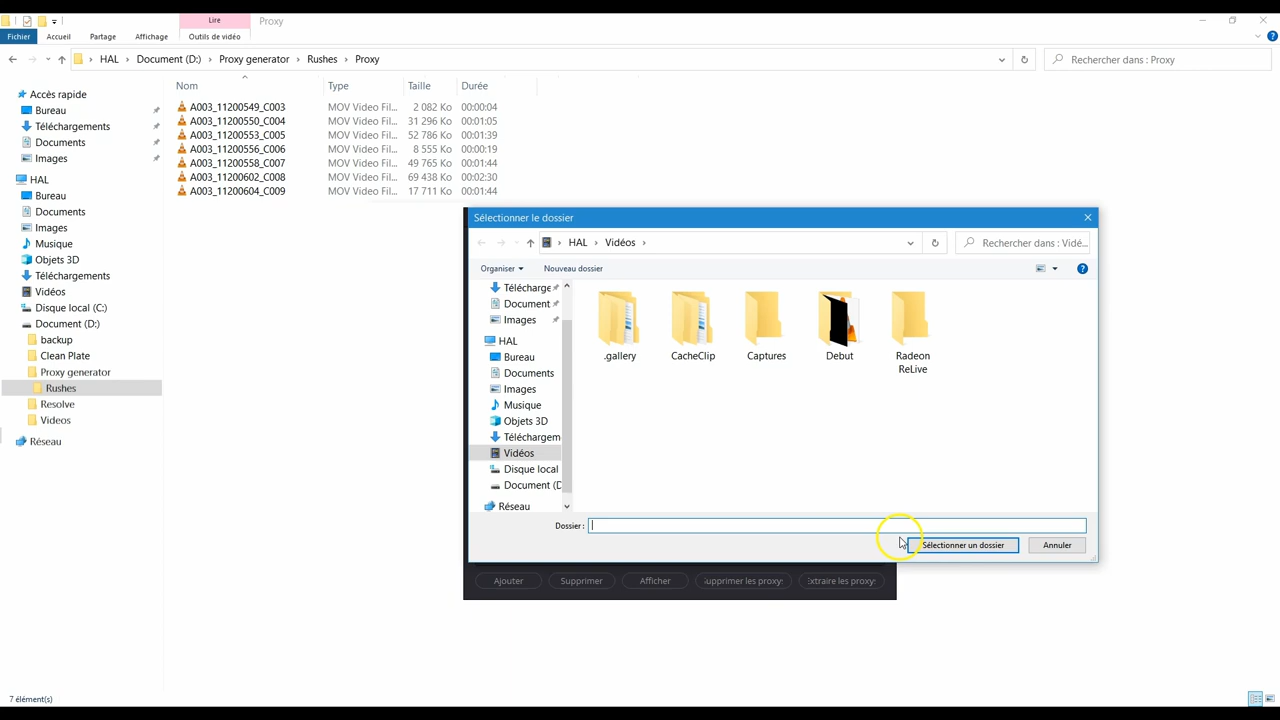 Lire
Proxy
Fichier
Accueil
Partage
Affichage
Outils de vidéo
HAL > Document (D:) > Proxy generator > Rushes > Proxy
Rechercher dans : Proxy
Nom
Type
Taille
Durée
Accès rapide
Bureau
Téléchargements
Documents
Images
HAL
Bureau
Documents
Images
Musique
Objets 3D
Téléchargements
Vidéos
Disque local (C:)
Document (D:)
backup
Clean Plate
Proxy generator
Rushes
Resolve
Videos
Réseau
A003_11200549_C003 MOV Video Fil... 2 082 Ko 00:00:04
A003_11200550_C004 MOV Video Fil... 31 296 Ko 00:01:05
A003_11200553_C005 MOV Video Fil... 52 786 Ko 00:01:39
A003_11200556_C006 MOV Video Fil... 8 555 Ko 00:00:19
A003_11200558_C007 MOV Video Fil... 49 765 Ko 00:01:44
A003_11200602_C008 MOV Video Fil... 69 438 Ko 00:02:30
A003_11200604_C009 MOV Video Fil... 17 711 Ko 00:01:44
Sélectionner le dossier
HAL > Vidéos >
Rechercher dans : Vidé...
Organiser
Nouveau dossier
Télécharge
Document
Images
HAL
Bureau
Documents
Images
Musique
Objets 3D
Téléchargem
Vidéos
Disque local
Document (D
Réseau
.gallery
CacheClip
Captures
Debut
Radeon
ReLive
Dossier :
Sélectionner un dossier
Annuler
Ajouter
Supprimer
Afficher
upprimer les proxy
xtraire les proxy
7 élément(s)